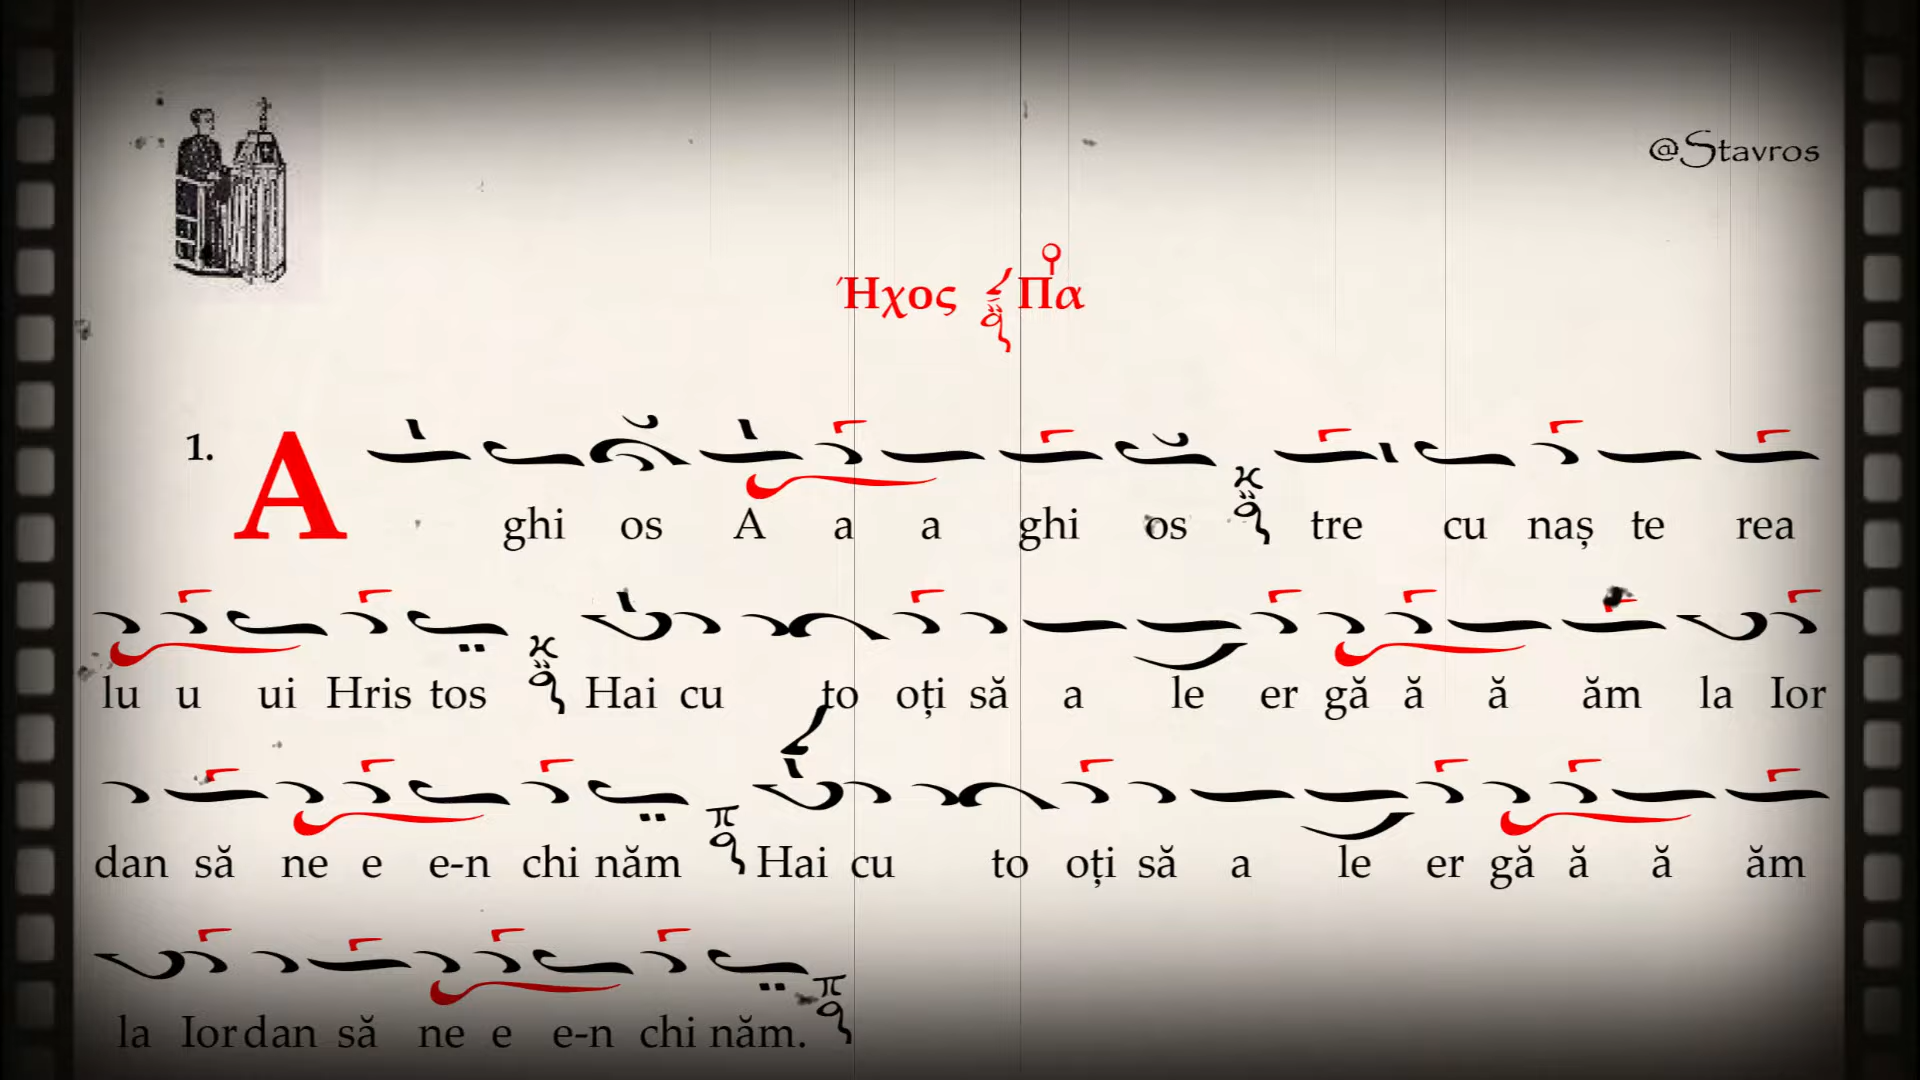 @Stavros
Ήχος Πα
1. A ghi os A a a ghi os tre cu naș te rea
lu u ui Hris tos Hai cu to oți să a le er gă ă ă ăm la Ior
dan să ne e e-n chi năm Hai cu to oți să a le er gă ă ă ăm
la Ior dan să ne e e-n chi năm.